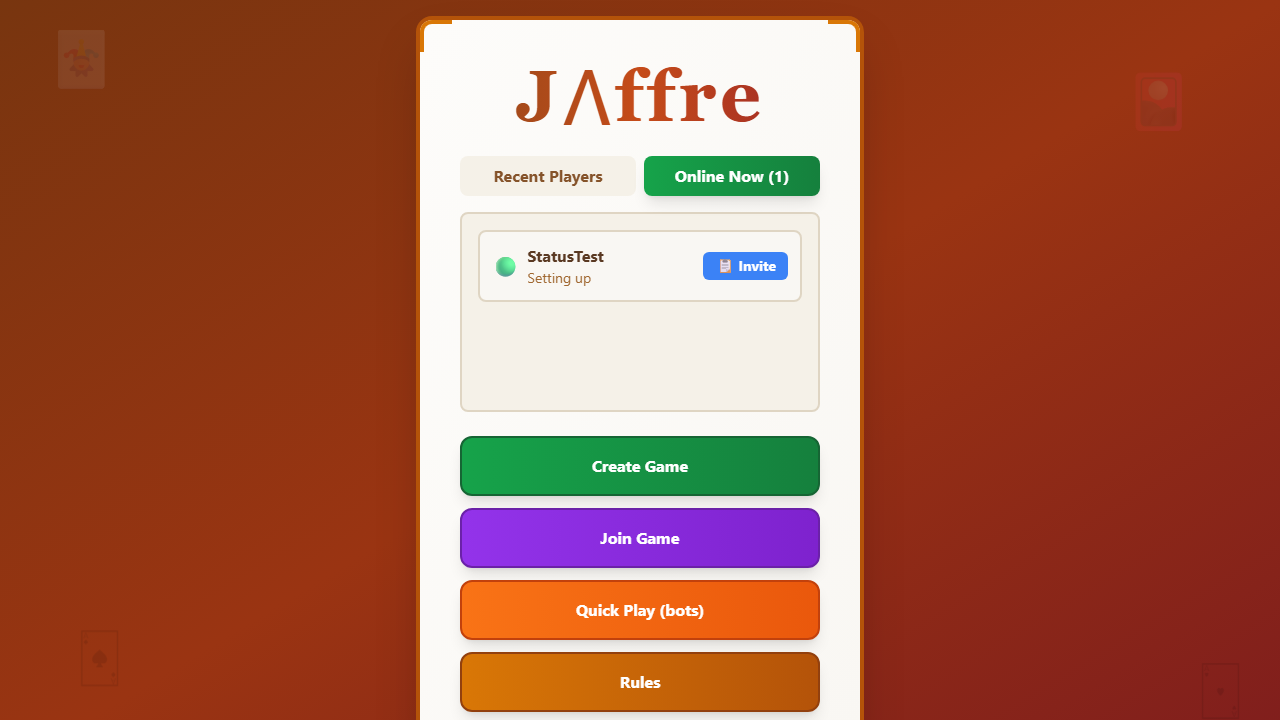 JΛffre
Recent Players
Online Now (1)
StatusTest
Setting up
📋 Invite
Create Game
Join Game
Quick Play (bots)
Rules